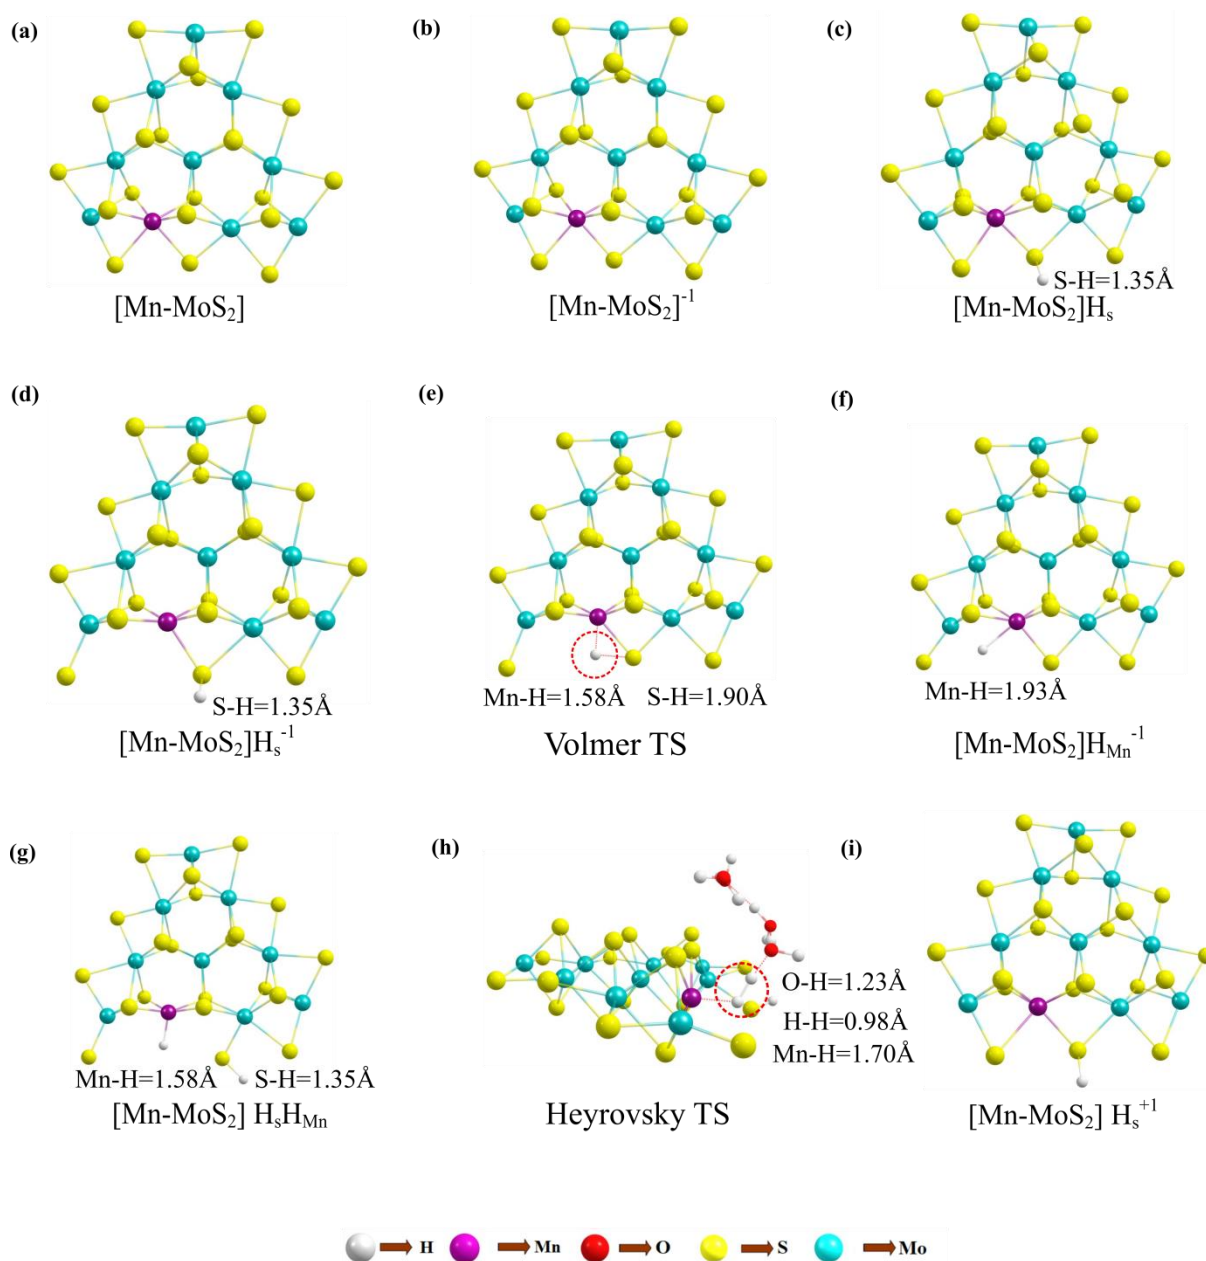 (a)
(b)
(c)
[Mn-MoS₂]
[Mn-MoS₂]⁻¹
S-H=1.35Å
[Mn-MoS₂]Hₛ
(d)
(e)
(f)
S-H=1.35Å
[Mn-MoS₂]Hₛ⁻¹
Mn-H=1.58Å S-H=1.90Å
Volmer TS
Mn-H=1.93Å
[Mn-MoS₂]H_Mn⁻¹
(g)
(h)
(i)
Mn-H=1.58Å S-H=1.35Å
[Mn-MoS₂] HₛH_Mn
O-H=1.23Å
H-H=0.98Å
Mn-H=1.70Å
Heyrovsky TS
[Mn-MoS₂] Hₛ⁺¹
H Mn O S Mo